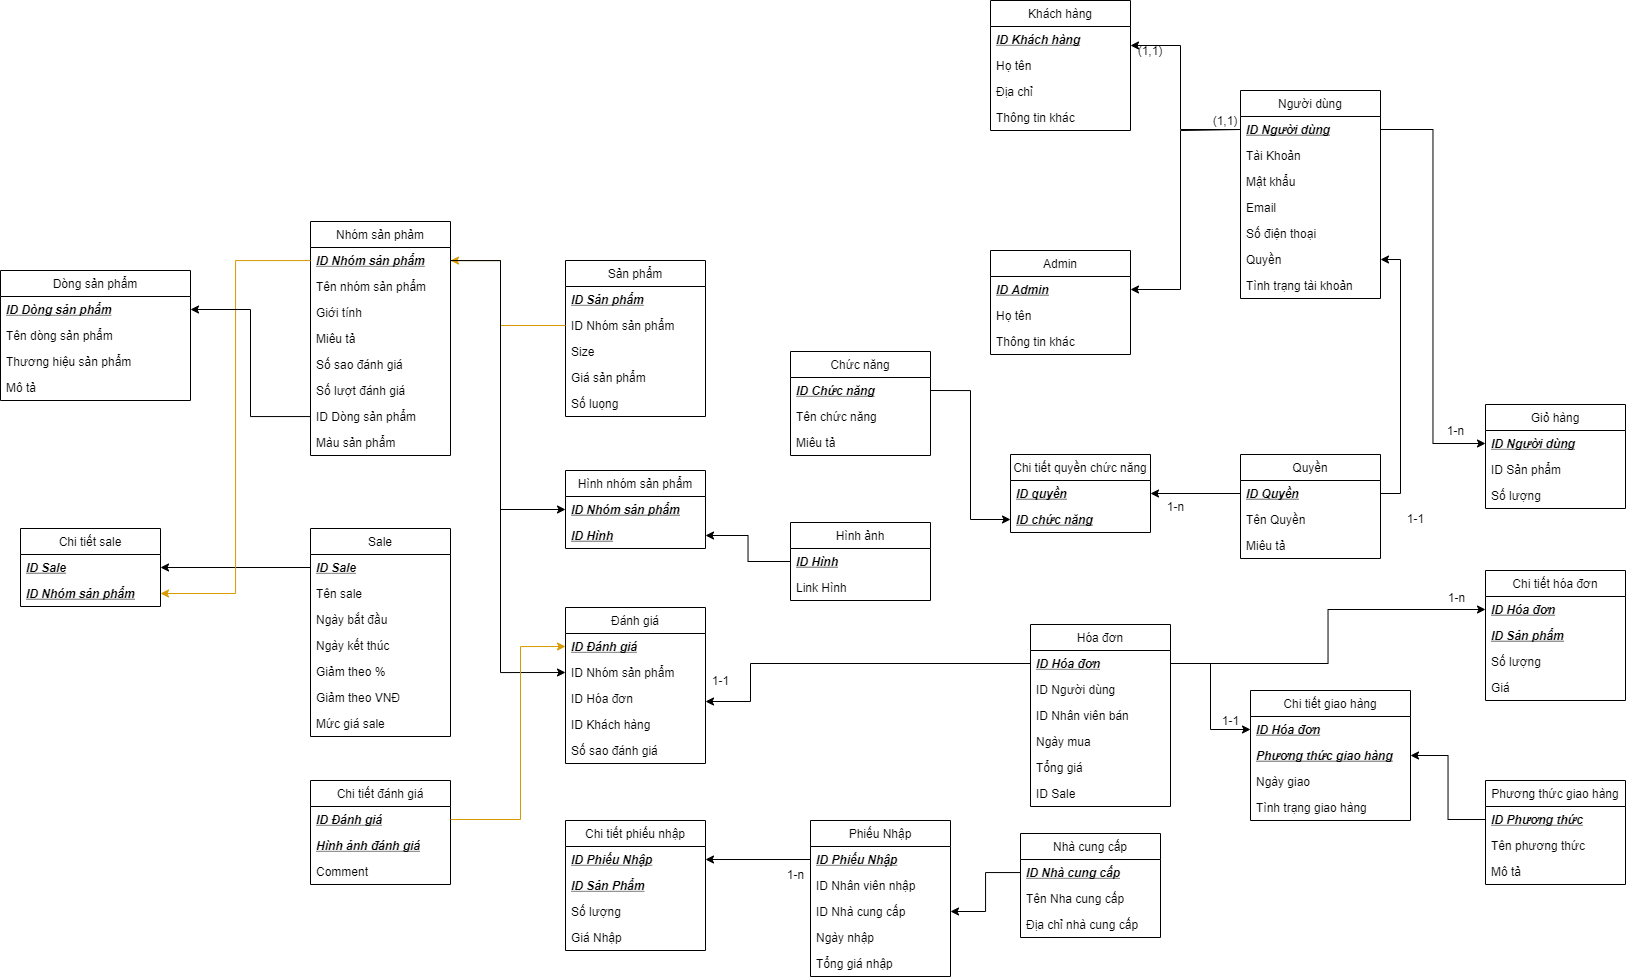 Khách hàng
ID Khách hàng
Họ tên
Địa chỉ
Thông tin khác
(1,1)
Người dùng
(1,1)
ID Người dùng
Tài Khoản
Mật khẩu
Email
Số điện thoại
Quyền
Tình trạng tài khoản
Admin
ID Admin
Họ tên
Thông tin khác
Nhóm sản phảm
ID Nhóm sản phẩm
Tên nhóm sản phẩm
Giới tính
Miêu tả
Số sao đánh giá
Số lượt đánh giá
ID Dòng sản phẩm
Màu sản phẩm
Dòng sản phẩm
ID Dòng sản phẩm
Tên dòng sản phẩm
Thương hiệu sản phẩm
Mô tả
Sản phẩm
ID Sản phẩm
ID Nhóm sản phẩm
Size
Giá sản phẩm
Số luọng
Chức năng
ID Chức năng
Tên chức năng
Miêu tả
Giỏ hàng
1-n
ID Người dùng
ID Sản phẩm
Số lượng
Chi tiết quyền chức năng
ID quyền
ID chức năng
1-n
Quyền
ID Quyền
Tên Quyền
Miêu tả
1-1
Hình nhóm sản phẩm
ID Nhóm sản phẩm
ID Hình
Hình ảnh
ID Hình
Link Hình
Chi tiết sale
ID Sale
ID Nhóm sản phẩm
Sale
ID Sale
Tên sale
Ngày bắt đầu
Ngày kết thúc
Giảm theo %
Giảm theo VNĐ
Mức giá sale
Đánh giá
ID Đánh giá
ID Nhóm sản phẩm
ID Hóa đơn
ID Khách hàng
Số sao đánh giá
1-1
Hóa đơn
ID Hóa đơn
ID Người dùng
ID Nhân viên bán
Ngày mua
Tổng giá
ID Sale
Chi tiết hóa đơn
1-n
ID Hóa đơn
ID Sản phẩm
Số lượng
Giá
Chi tiết giao hàng
1-1
ID Hóa đơn
Phương thức giao hàng
Ngày giao
Tình trạng giao hàng
Phương thức giao hàng
ID Phương thức
Tên phương thức
Mô tả
Chi tiết đánh giá
ID Đánh giá
Hình ảnh đánh giá
Comment
Chi tiết phiếu nhập
ID Phiếu Nhập
ID Sản Phẩm
Số lượng
Giá Nhập
1-n
Phiếu Nhập
ID Phiếu Nhập
ID Nhân viên nhập
ID Nhà cung cấp
Ngày nhập
Tổng giá nhập
Nhà cung cấp
ID Nhà cung cấp
Tên Nha cung cấp
Địa chỉ nhà cung cấp